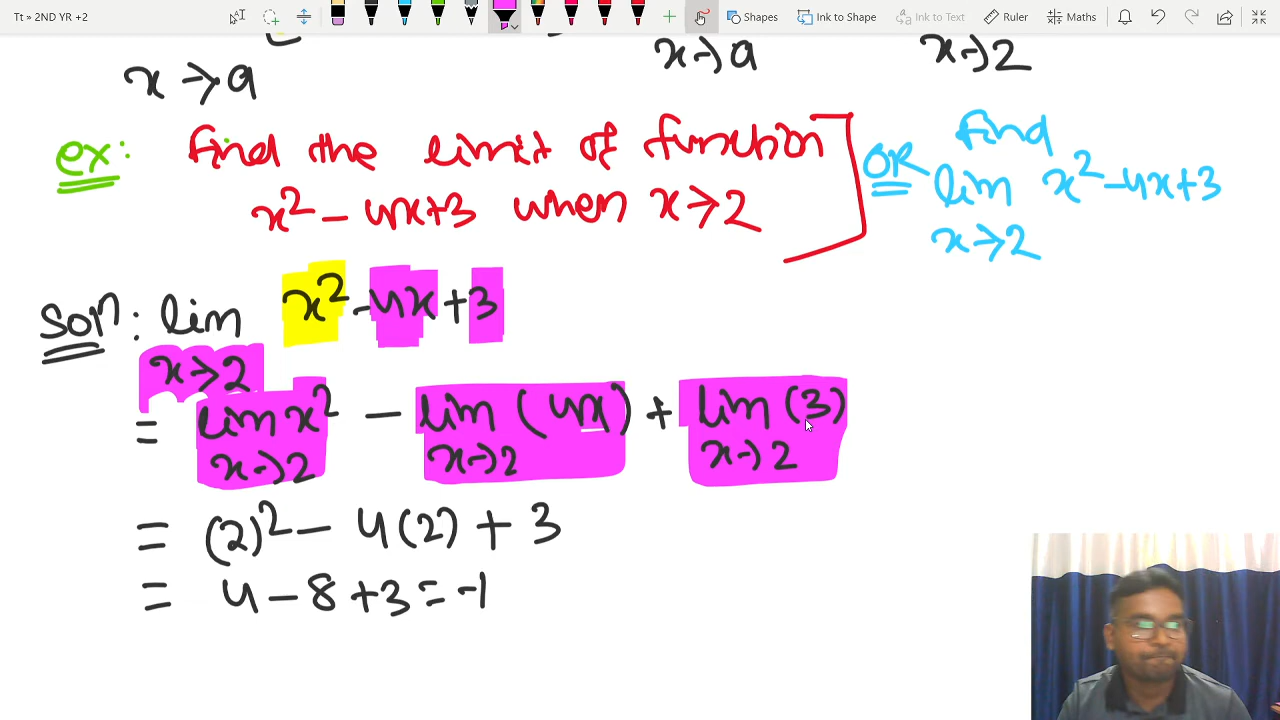 Tt » 2ND YR +2
Shapes Ink to Shape Ink to Text Ruler Maths
x→a x→a x→2
ex: find the limit of function
x² - 4x+3 when x→2
OR find
lim x²-4x+3
x→2
Soln: lim x²-4x+3
x→2
= lim x² - lim (4x) + lim (3)
x→2 x→2 x→2
= (2)² - 4(2) + 3
= 4-8+3=-1